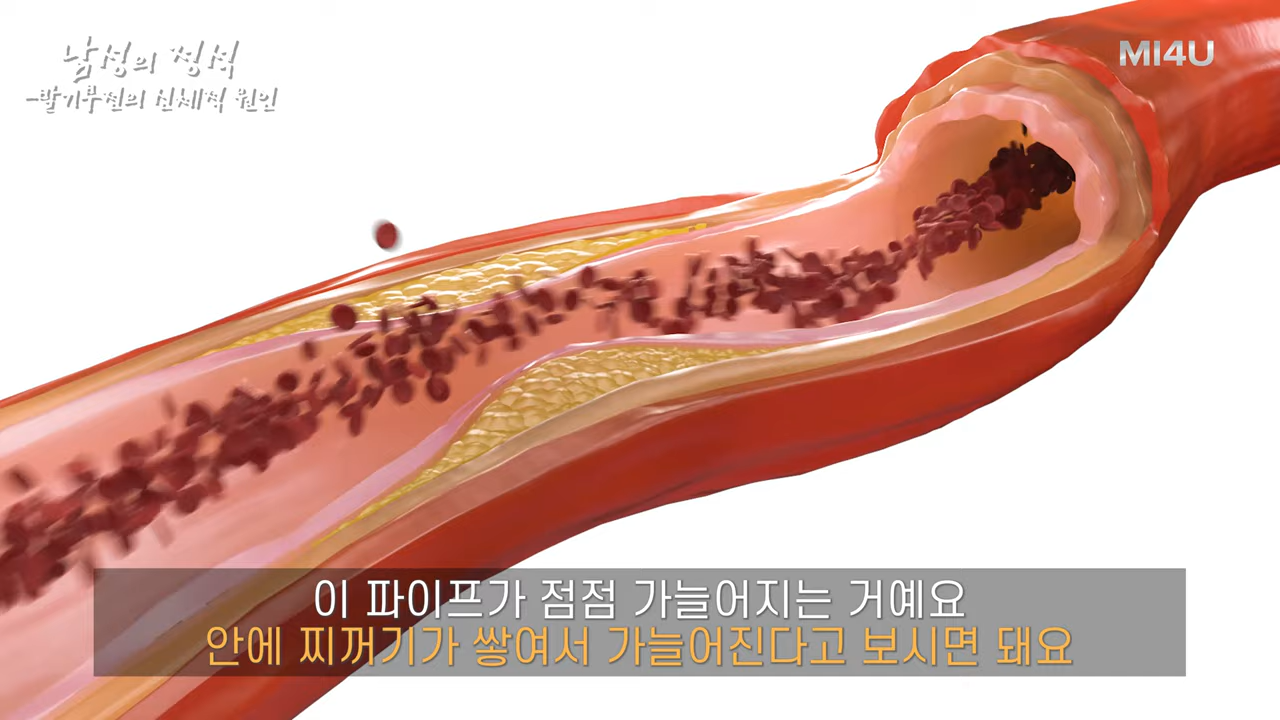 남성의 정석
-발기부전의 신체적 원인
MI4U
이 파이프가 점점 가늘어지는 거예요
안에 찌꺼기가 쌓여서 가늘어진다고 보시면 돼요